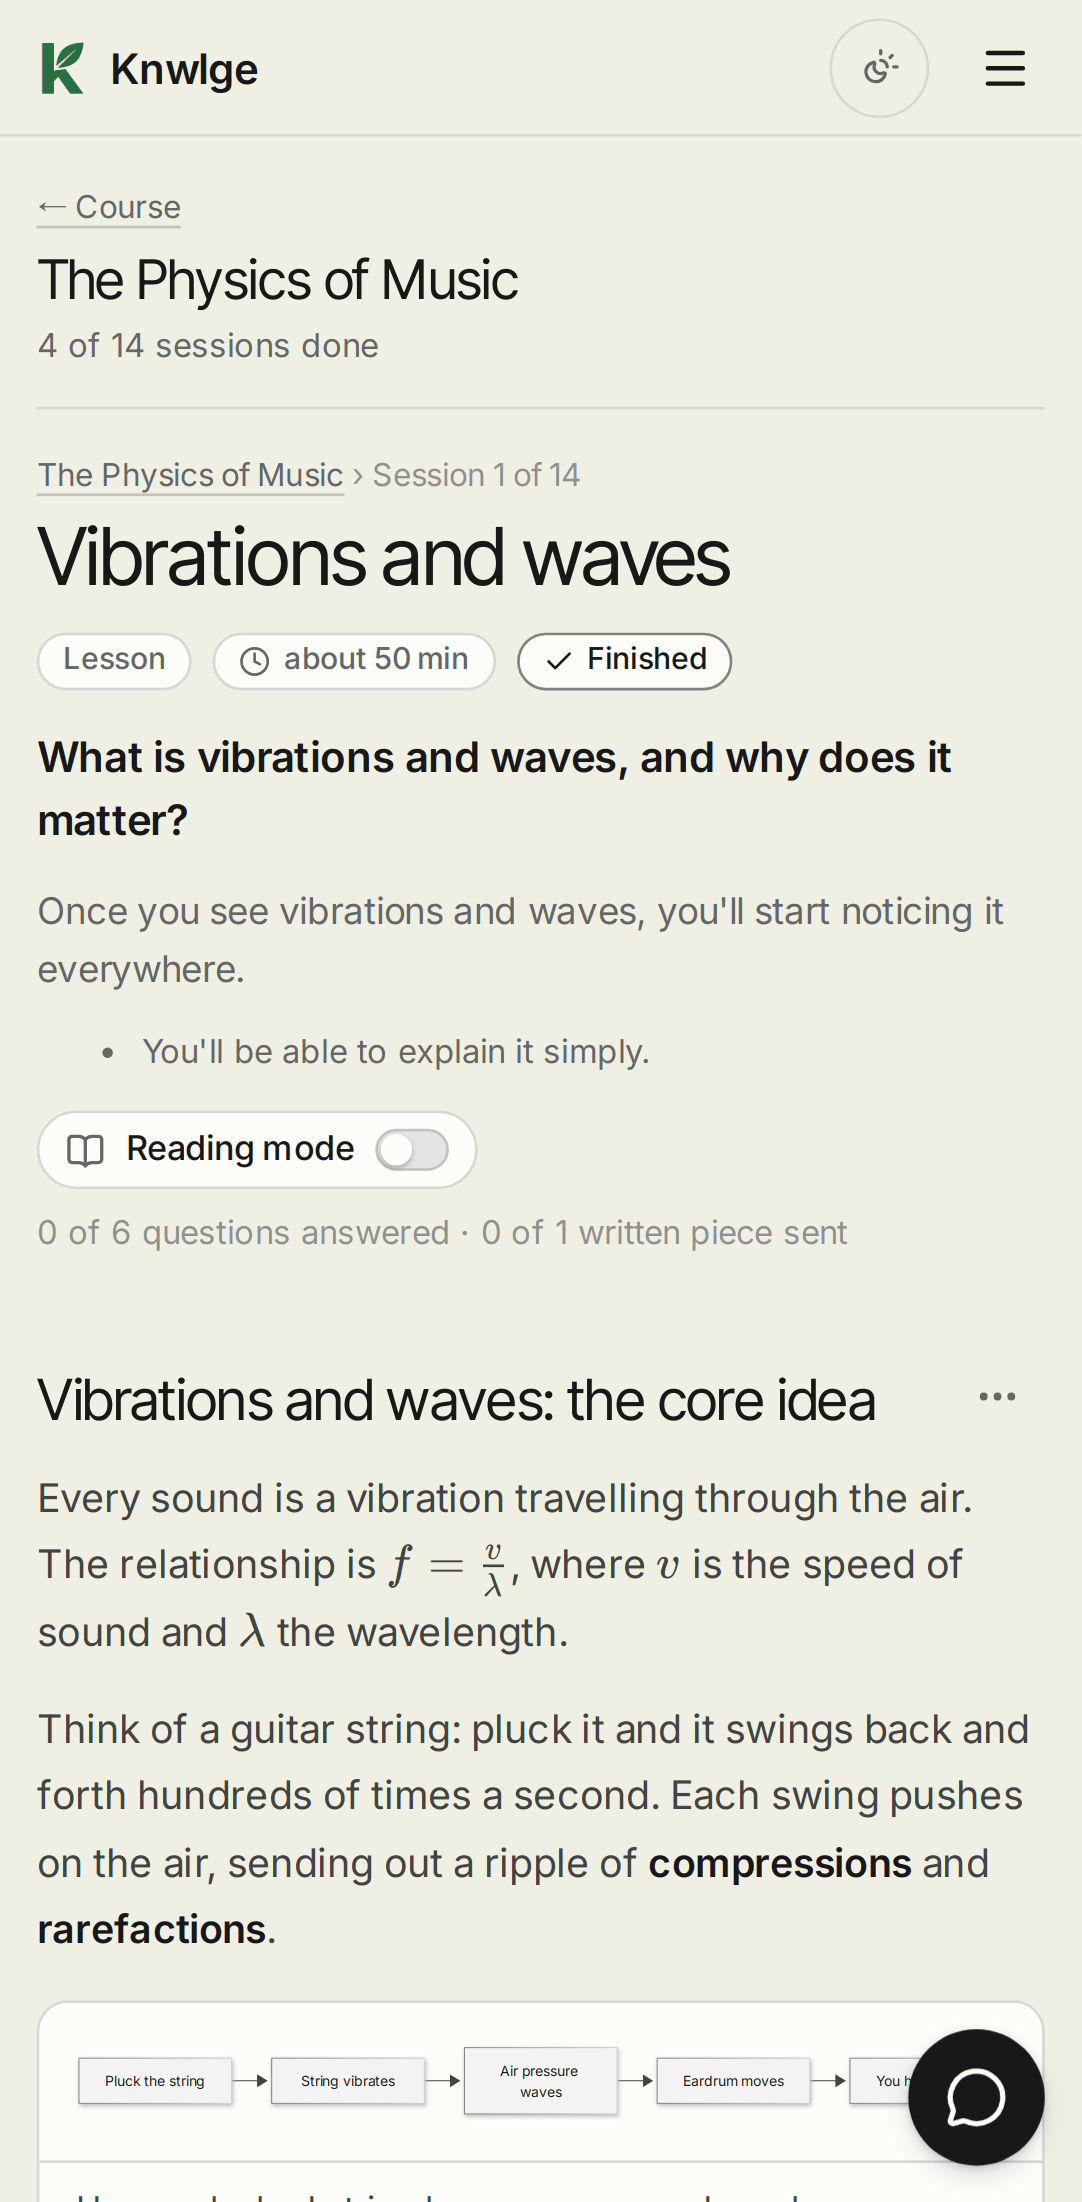 Knwlge
← Course
The Physics of Music
4 of 14 sessions done
The Physics of Music › Session 1 of 14
Vibrations and waves
Lesson
about 50 min
Finished
What is vibrations and waves, and why does it
matter?
Once you see vibrations and waves, you'll start noticing it
everywhere.
• You'll be able to explain it simply.
Reading mode
0 of 6 questions answered · 0 of 1 written piece sent
Vibrations and waves: the core idea
Every sound is a vibration travelling through the air.
The relationship is f = v/λ, where v is the speed of
sound and λ the wavelength.
Think of a guitar string: pluck it and it swings back and
forth hundreds of times a second. Each swing pushes
on the air, sending out a ripple of compressions and
rarefactions.
Pluck the string
String vibrates
Air pressure
waves
Eardrum moves
You